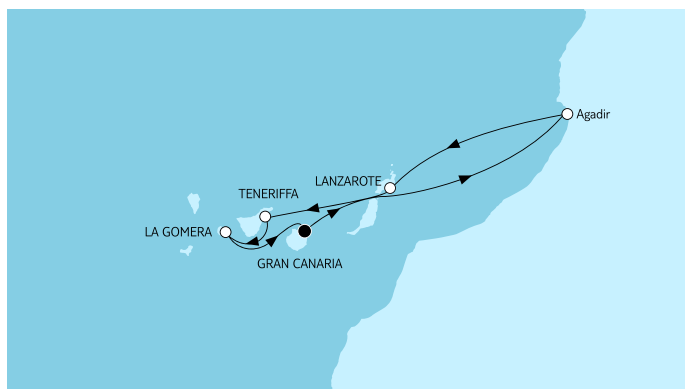 Agadir
LANZAROTE
TENERIFFA
LA GOMERA
GRAN CANARIA